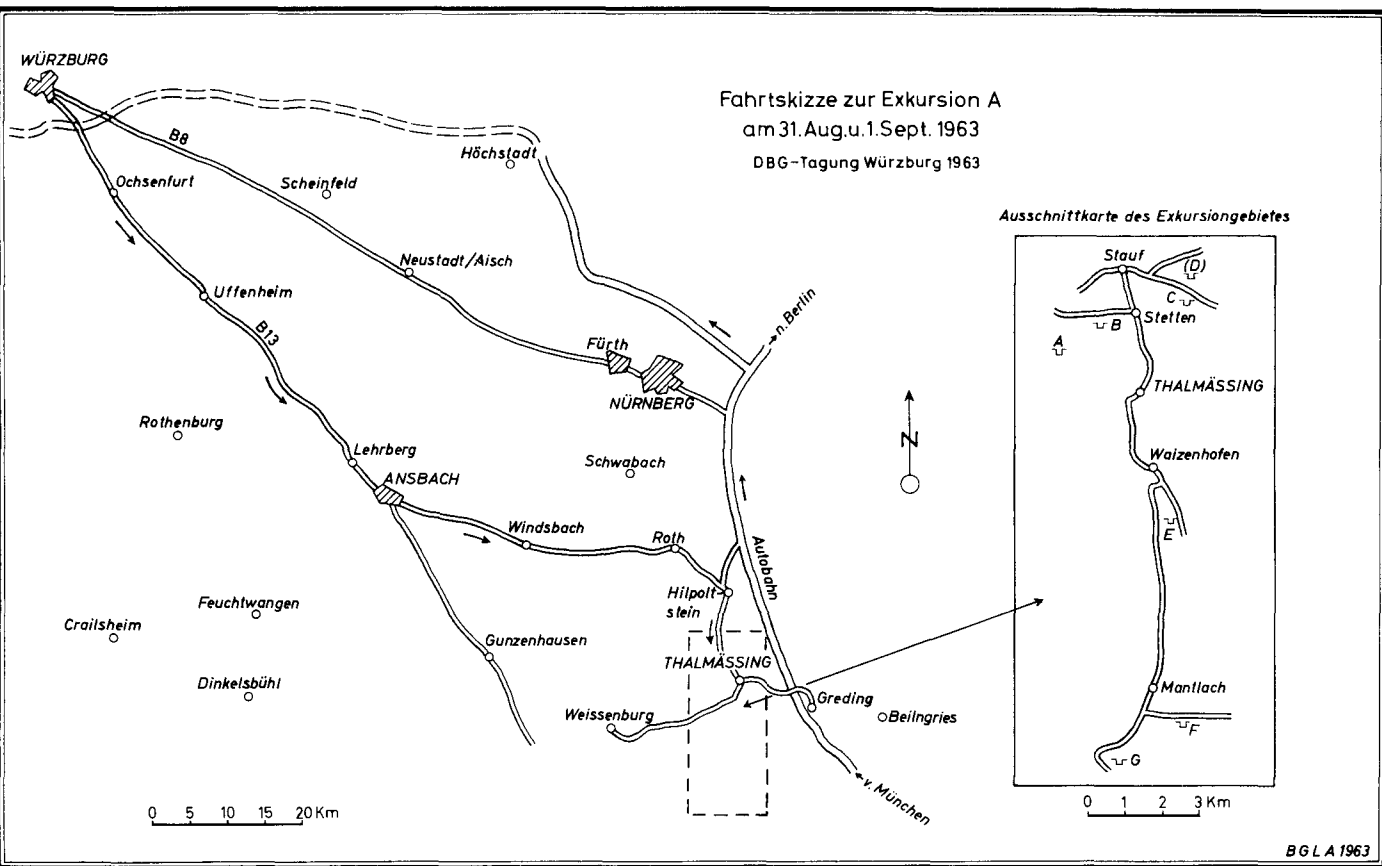 WÜRZBURG
B8
Fahrtskizze zur Exkursion A
am 31. Aug. u. 1. Sept. 1963
DBG-Tagung Würzburg 1963
Höchstadt
Ochsenfurt
Scheinfeld
Neustadt/Aisch
Uffenheim
B13
n. Berlin
Fürth
NÜRNBERG
Rothenburg
Lehrberg
ANSBACH
Schwabach
N
Windsbach
Roth
Autobahn
Hilpolt-
stein
Feuchtwangen
Crailsheim
Gunzenhausen
THALMÄSSING
Dinkelsbühl
Greding
Weissenburg
Beilngries
v. München
0 5 10 15 20 Km
Ausschnittkarte des Exkursiongebietes
Stauf
(D)
C
B
Stetten
A
THALMÄSSING
Waizenhofen
E
Mantlach
F
G
0 1 2 3 Km
BGLA 1963